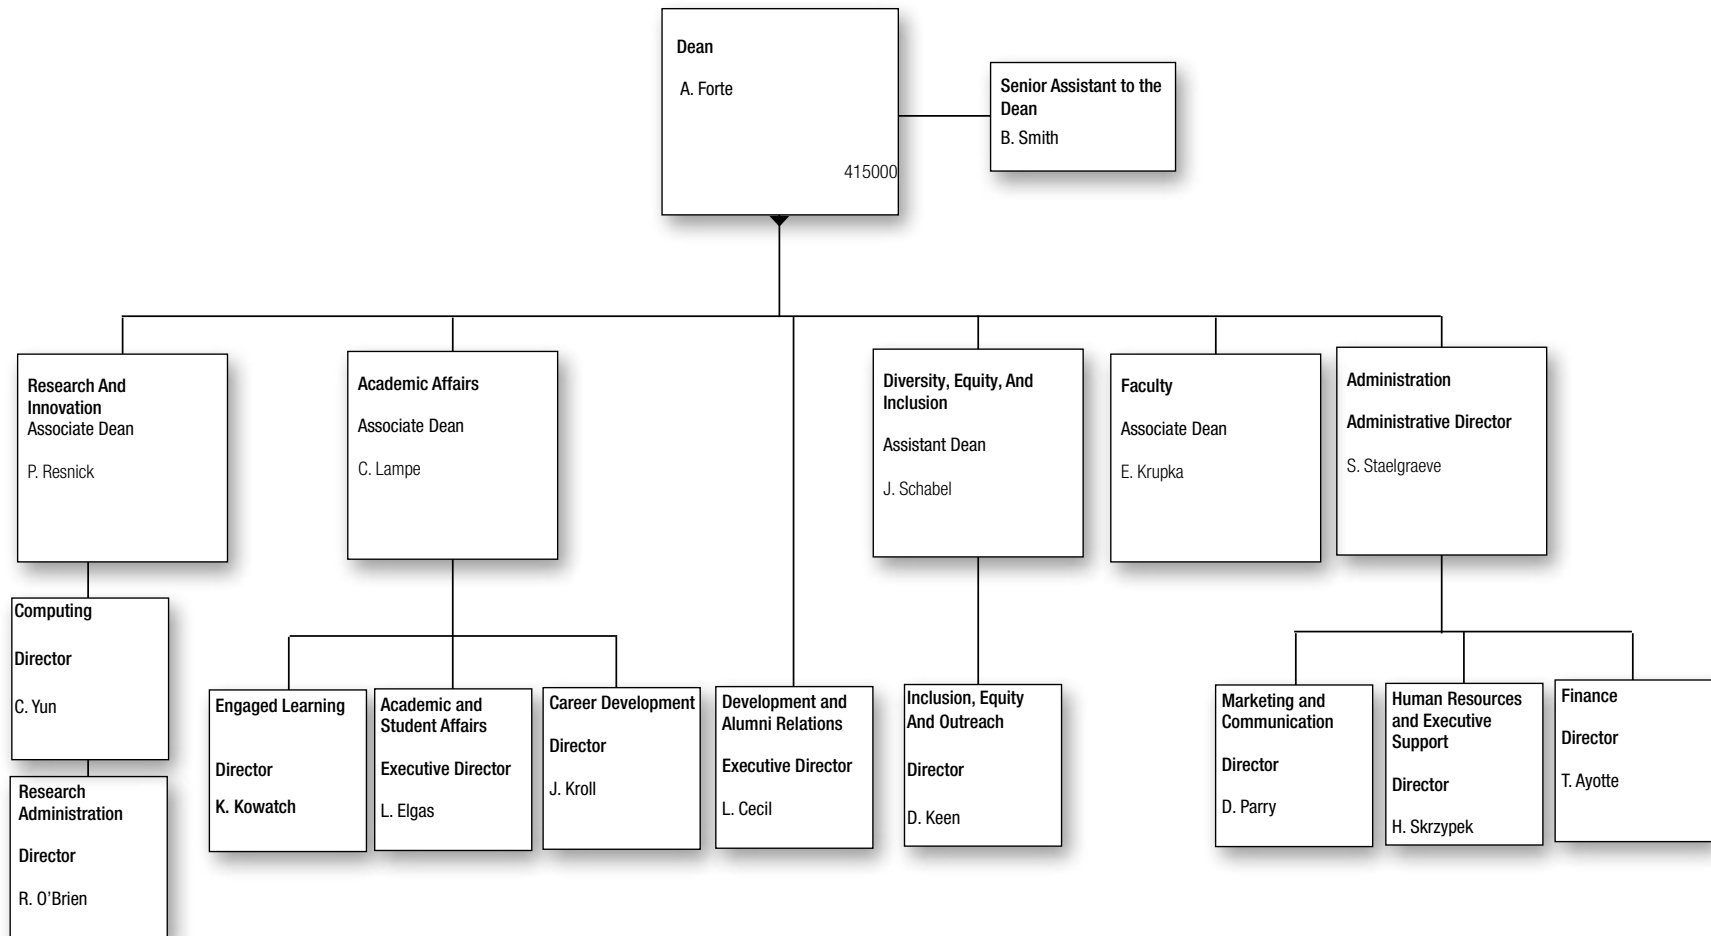 Dean
A. Forte
415000
Senior Assistant to the
Dean
B. Smith
Research And
Innovation
Associate Dean
P. Resnick
Academic Affairs
Associate Dean
C. Lampe
Diversity, Equity, And
Inclusion
Assistant Dean
J. Schabel
Faculty
Associate Dean
E. Krupka
Administration
Administrative Director
S. Staelgraeve
Computing
Director
C. Yun
Research
Administration
Director
R. O’Brien
Engaged Learning
Director
K. Kowatch
Academic and
Student Affairs
Executive Director
L. Elgas
Career Development
Director
J. Kroll
Development and
Alumni Relations
Executive Director
L. Cecil
Inclusion, Equity
And Outreach
Director
D. Keen
Marketing and
Communication
Director
D. Parry
Human Resources
and Executive
Support
Director
H. Skrzypek
Finance
Director
T. Ayotte